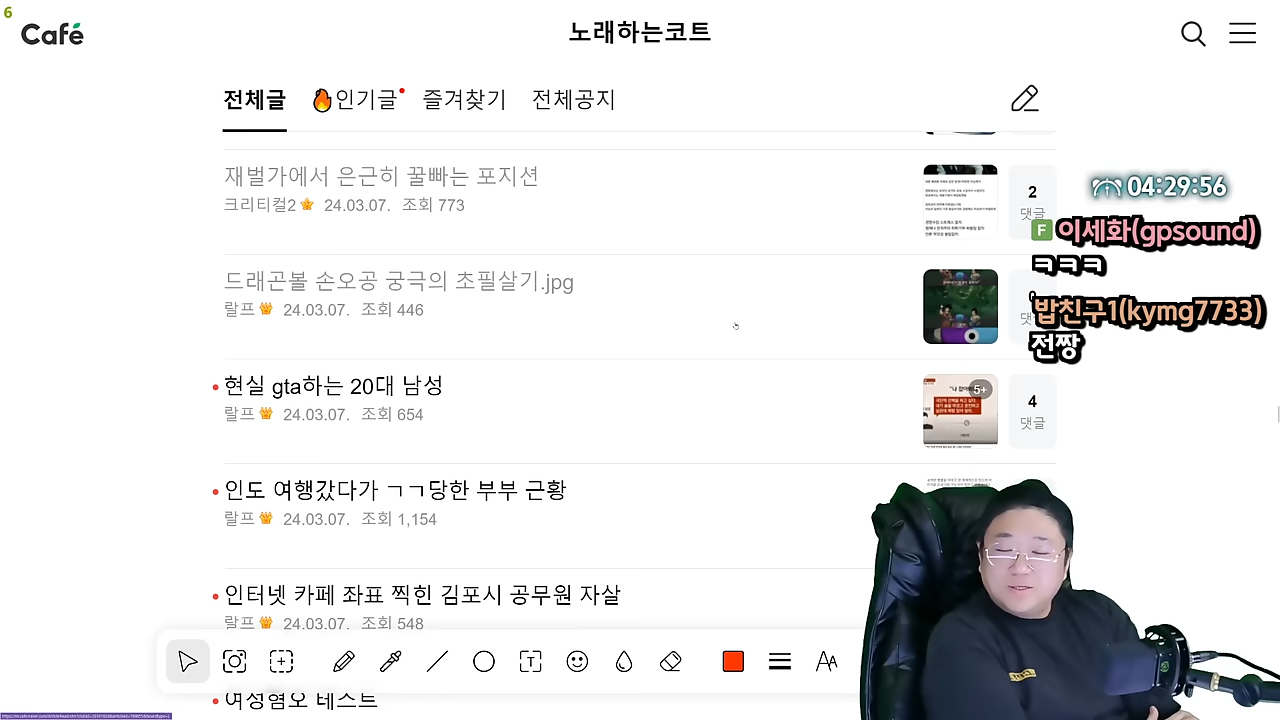 6
Café
노래하는코트
전체글
인기글
즐겨찾기
전체공지
재벌가에서 은근히 꿀빠는 포지션
크리티컬2 24.03.07. 조회 773
2
댓글
04:29:56
F 이세화(gpsound)
ㅋㅋㅋ
드래곤볼 손오공 궁극의 초필살기.jpg
랄프 24.03.07. 조회 446
밥친구1(kymg7733)
전짱
현실 gta하는 20대 남성
랄프 24.03.07. 조회 654
5+
4
댓글
인도 여행갔다가 ㄱㄱ당한 부부 근황
랄프 24.03.07. 조회 1,154
인터넷 카페 좌표 찍힌 김포시 공무원 자살
랄프 24.03.07. 조회 548
여성혐오 테스트